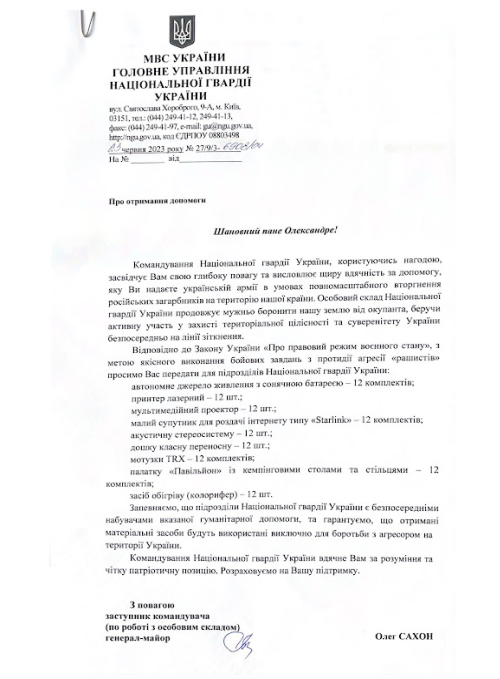 МВС УКРАЇНИ
ГОЛОВНЕ УПРАВЛІННЯ
НАЦІОНАЛЬНОЇ ГВАРДІЇ
УКРАЇНИ
вул. Святослава Хороброго, 9-А, м. Київ,
03151, тел.: (044) 249-41-12, 249-41-13,
факс: (044) 249-41-97, e-mail: gu@ngu.gov.ua,
http://ngu.gov.ua, код ЄДРПОУ 08803498
червня 2023 року № 27/9/3-
На № від
Про отримання допомоги
Шановний пане Олександре!
Командування Національної гвардії України, користуючись нагодою,
засвідчує Вам свою глибоку повагу та висловлює щиру вдячність за допомогу,
яку Ви надаєте українській армії в умовах повномасштабного вторгнення
російських загарбників на територію нашої країни. Особовий склад Національної
гвардії України продовжує мужньо боронити нашу землю від окупанта, беручи
активну участь у захисті територіальної цілісності та суверенітету України
безпосередньо на лінії зіткнення.
Відповідно до Закону України «Про правовий режим воєнного стану», з
метою якісного виконання бойових завдань з протидії агресії «рашистів»
просимо Вас передати для підрозділів Національної гвардії України:
автономне джерело живлення з сонячною батареєю – 12 комплектів;
принтер лазерний – 12 шт.;
мультимедійний проектор – 12 шт.;
малий супутник для роздачі інтернету типу «Starlink» – 12 комплектів;
акустичну стереосистему – 12 шт.;
дошку класну переносну – 12 шт.;
мотузки TRX – 12 комплектів;
палатку «Павільйон» із кемпінговими столами та стільцями – 12
комплектів;
засіб обігріву (колорифер) – 12 шт.
Запевняємо, що підрозділи Національної гвардії України є безпосередніми
набувачами вказаної гуманітарної допомоги, та гарантуємо, що отримані
матеріальні засоби будуть використані виключно для боротьби з агресором на
території України.
Командування Національної гвардії України вдячне Вам за розуміння та
чітку патріотичну позицію. Розраховуємо на Вашу підтримку.
З повагою
заступник командувача
(по роботі з особовим складом)
генерал-майор Олег САХОН